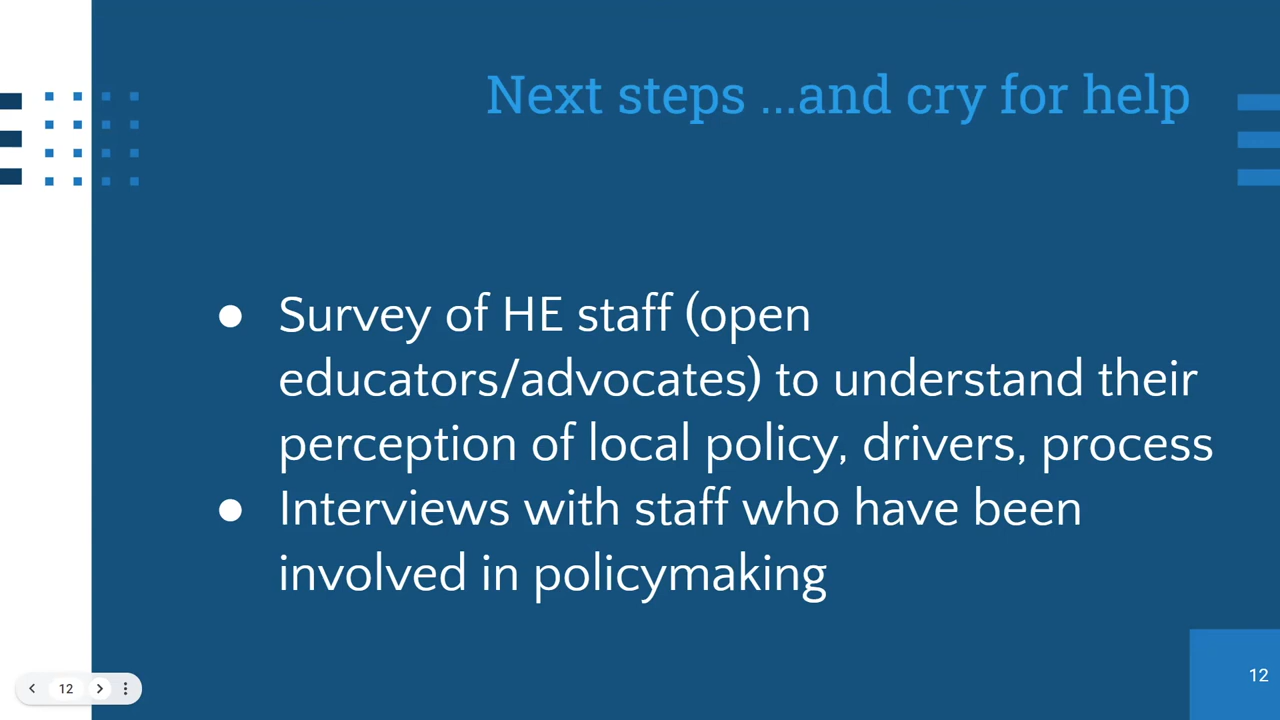 Next steps ...and cry for help
● Survey of HE staff (open
educators/advocates) to understand their
perception of local policy, drivers, process
● Interviews with staff who have been
involved in policymaking
12
12